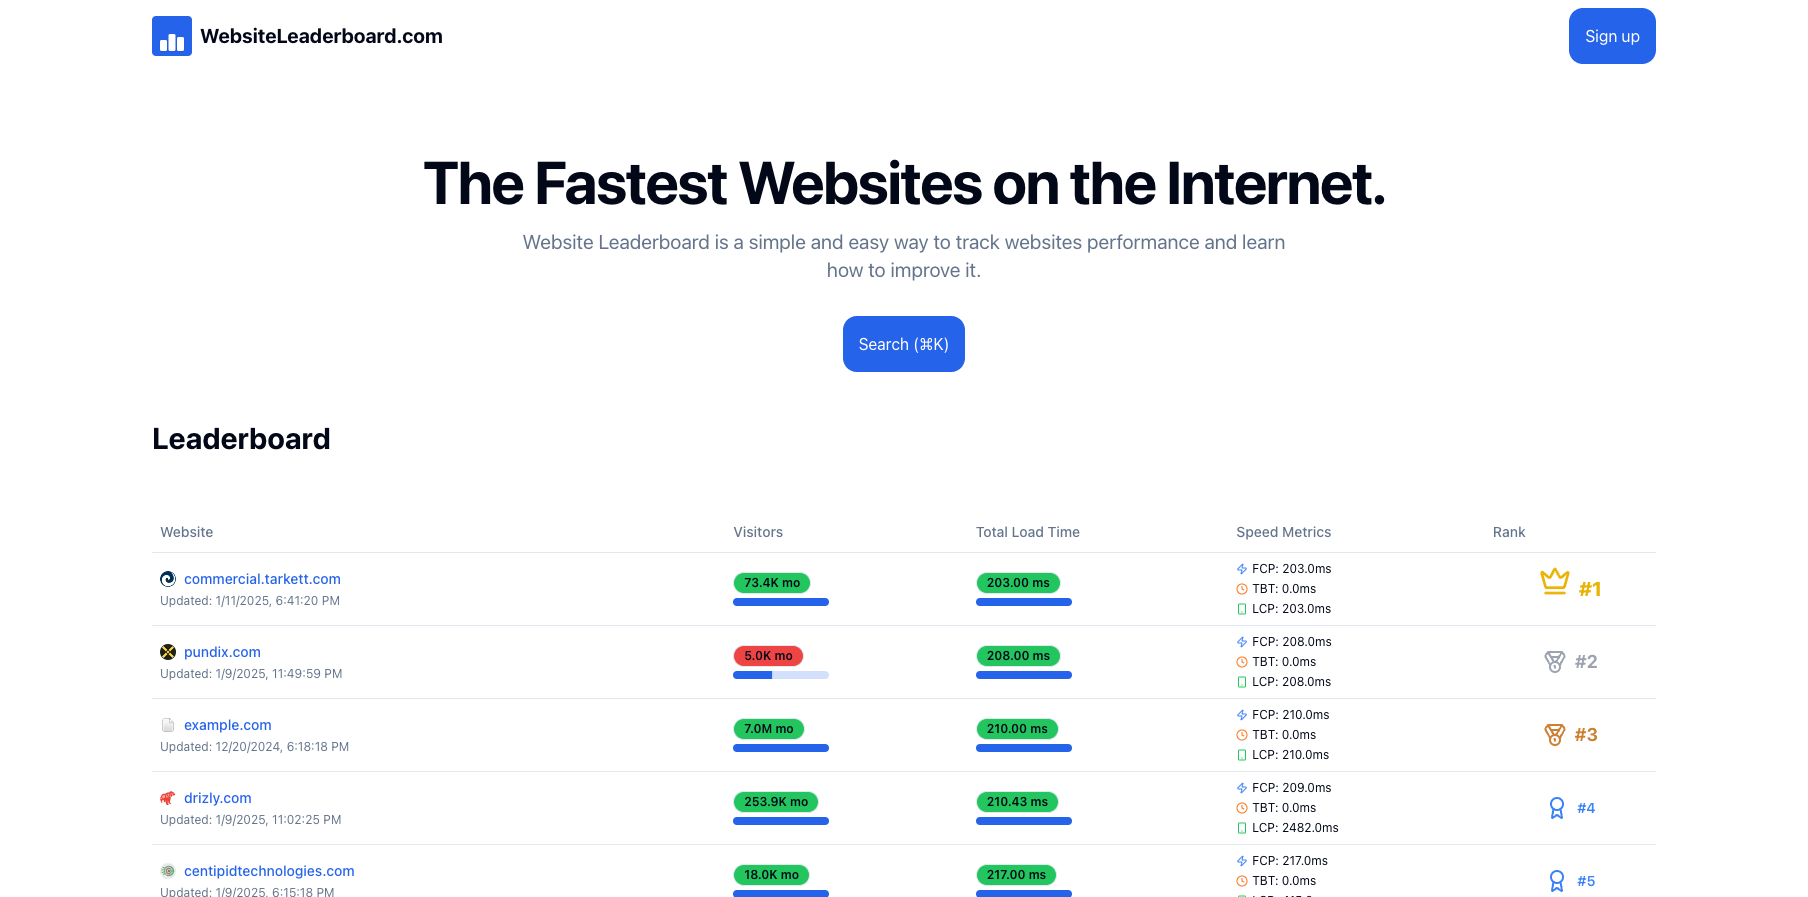 WebsiteLeaderboard.com
Sign up
The Fastest Websites on the Internet.
Website Leaderboard is a simple and easy way to track websites performance and learn
how to improve it.
Search (⌘K)
Leaderboard
Website Visitors Total Load Time Speed Metrics Rank
commercial.tarkett.com
Updated: 1/11/2025, 6:41:20 PM
73.4K mo
203.00 ms
FCP: 203.0ms
TBT: 0.0ms
LCP: 203.0ms
#1
pundix.com
Updated: 1/9/2025, 11:49:59 PM
5.0K mo
208.00 ms
FCP: 208.0ms
TBT: 0.0ms
LCP: 208.0ms
#2
example.com
Updated: 12/20/2024, 6:18:18 PM
7.0M mo
210.00 ms
FCP: 210.0ms
TBT: 0.0ms
LCP: 210.0ms
#3
drizly.com
Updated: 1/9/2025, 11:02:25 PM
253.9K mo
210.43 ms
FCP: 209.0ms
TBT: 0.0ms
LCP: 2482.0ms
#4
centipidtechnologies.com
Updated: 1/9/2025, 6:15:18 PM
18.0K mo
217.00 ms
FCP: 217.0ms
TBT: 0.0ms
#5